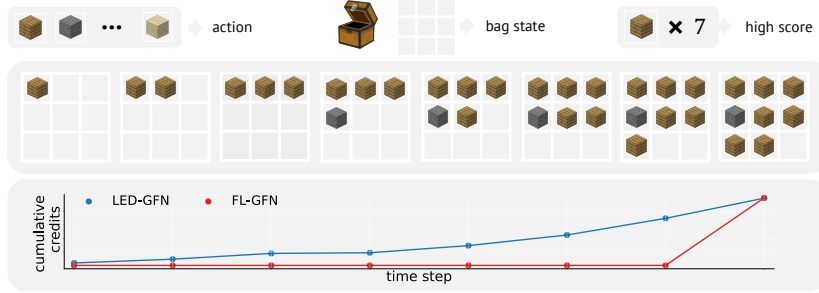 ••• action
bag state
× 7 high score
LED-GFN FL-GFN
cumulative
credits
time step